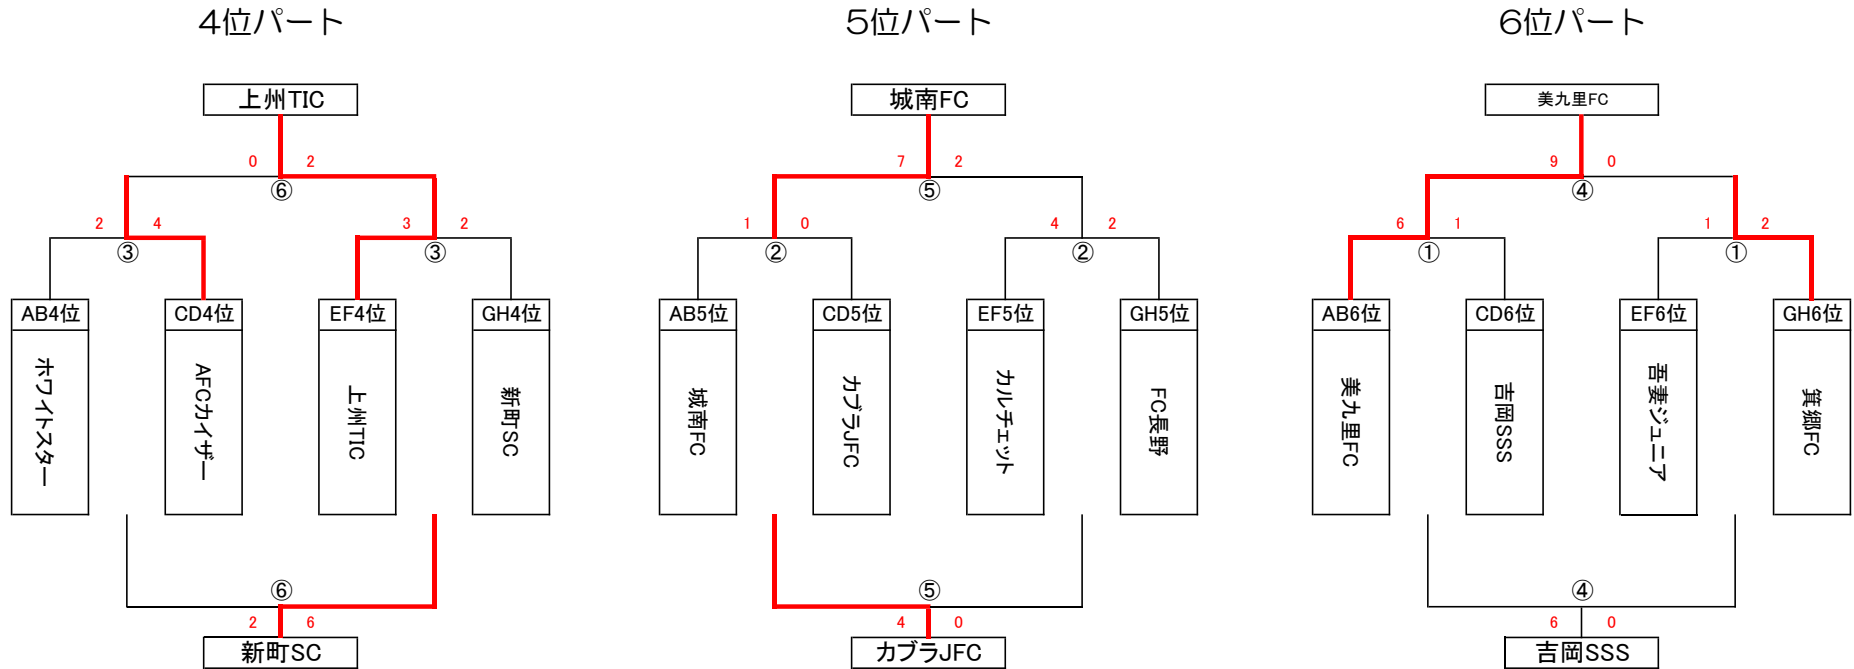 4位パート 5位パート 6位パート
上州TIC 城南FC 美九里FC
0 2 7 2 9 0
⑥ ⑤ ④
2 4 3 2 1 0 4 2 6 1 1 2
③ ③ ② ② ① ①
AB4位 CD4位 EF4位 GH4位 AB5位 CD5位 EF5位 GH5位 AB6位 CD6位 EF6位 GH6位
ホワイトスター
AFCカイザー
上州TIC
新町SC
城南FC
カブラJFC
カルチェット
FC長野
美九里FC
吉岡SSS
吾妻ジュニア
箕郷FC
⑥ ⑤ ④
2 6 4 0 6 0
新町SC カブラJFC 吉岡SSS